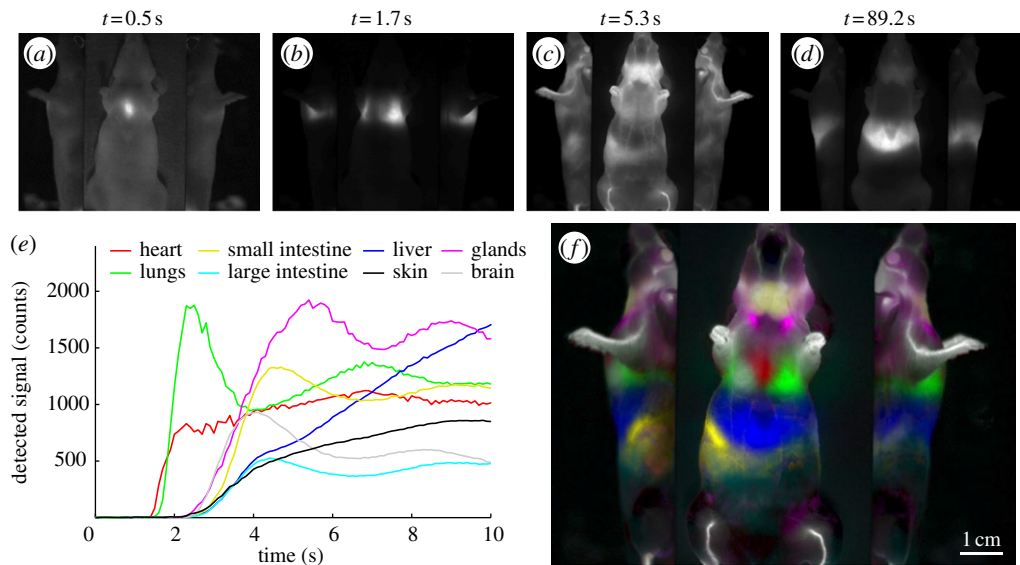 t = 0.5 s t = 1.7 s t = 5.3 s t = 89.2 s
(a) (b) (c) (d)
(e)
heart small intestine liver glands
lungs large intestine skin brain
2000
1500
1000
500
0 2 4 6 8 10
time (s)
detected signal (counts)
(f)
1 cm